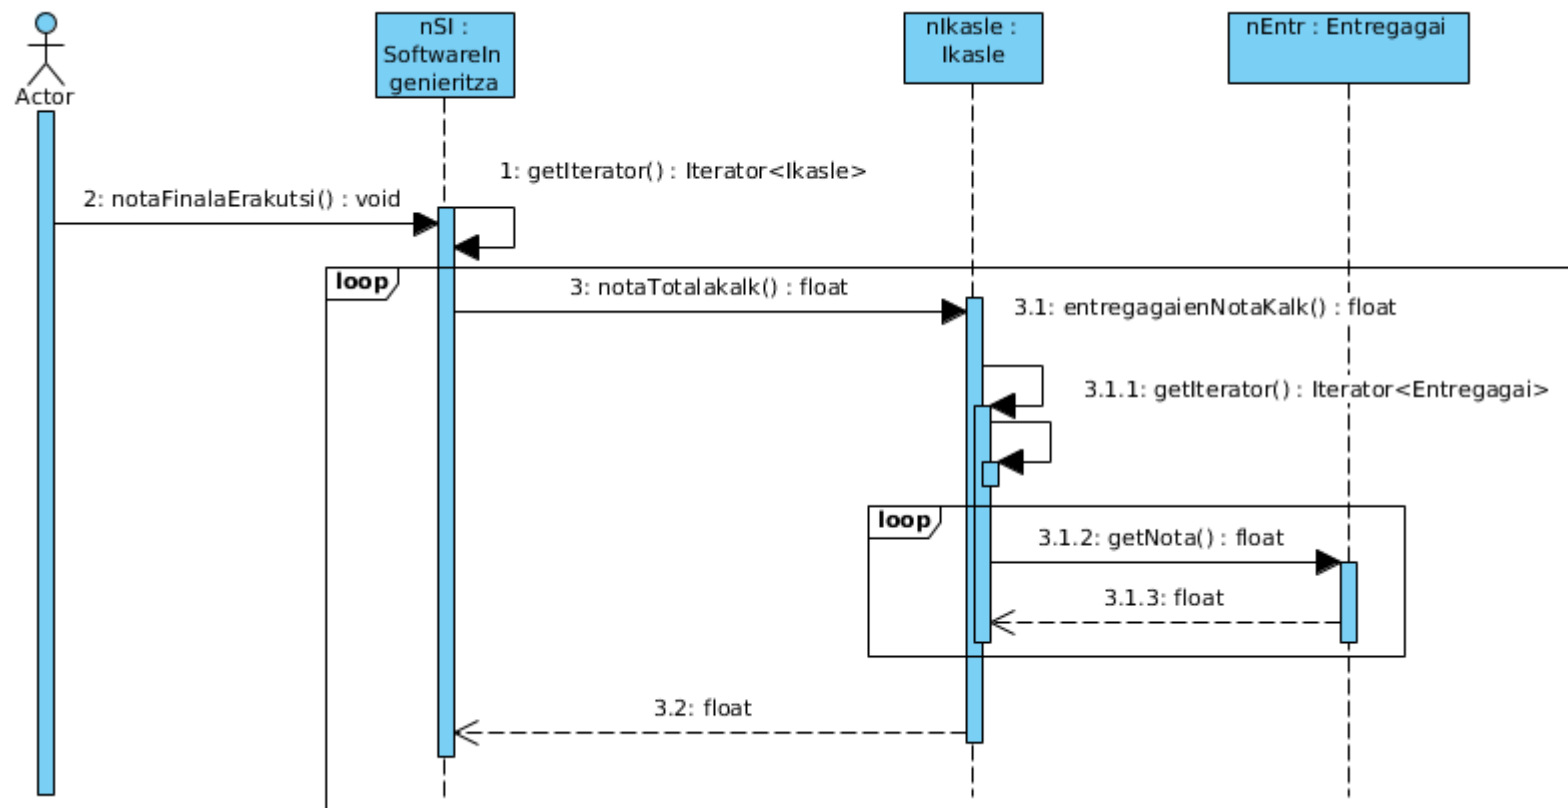 nSI :
SoftwareIn
genieritza
nIkasle :
Ikasle
nEntr : Entregagai
Actor
1: getIterator() : Iterator<Ikasle>
2: notaFinalaErakutsi() : void
loop
3: notaTotalakalk() : float
3.1: entregagaienNotaKalk() : float
3.1.1: getIterator() : Iterator<Entregagai>
loop
3.1.2: getNota() : float
3.1.3: float
3.2: float